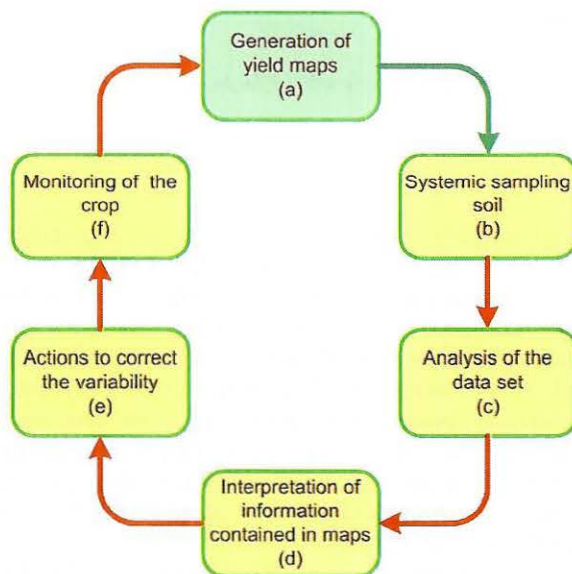 Generation of
yield maps
(a)
Systemic sampling
soil
(b)
Analysis of the
data set
(c)
Interpretation of
information
contained in maps
(d)
Actions to correct
the variability
(e)
Monitoring of the
crop
(f)